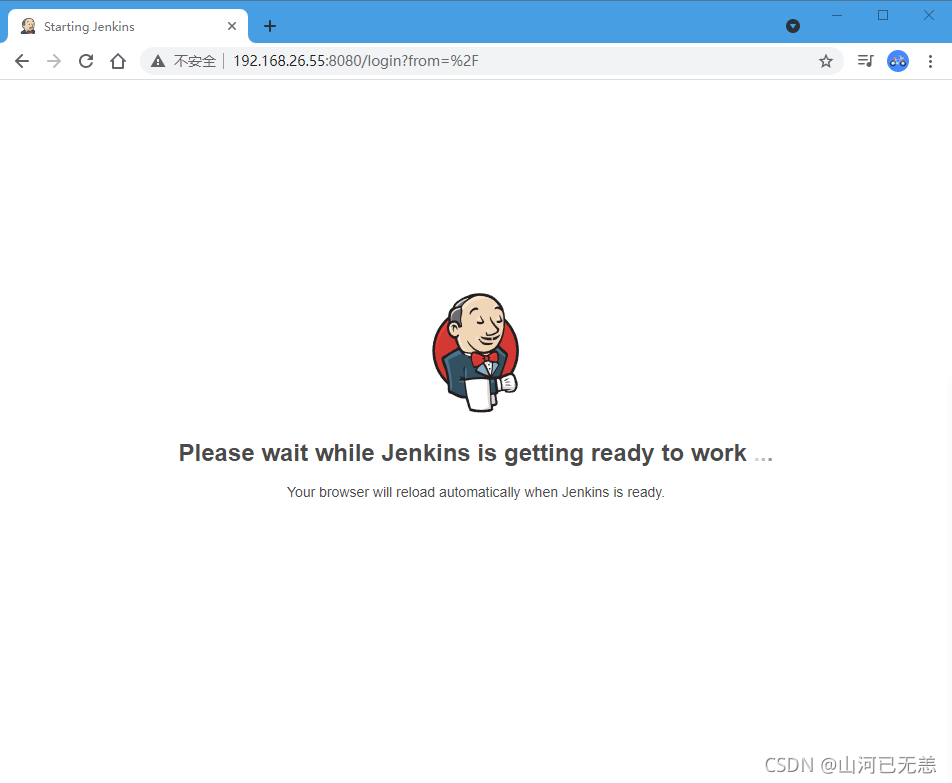 Starting Jenkins
不安全 192.168.26.55:8080/login?from=%2F
Please wait while Jenkins is getting ready to work ...
Your browser will reload automatically when Jenkins is ready.
CSDN @山河已无恙